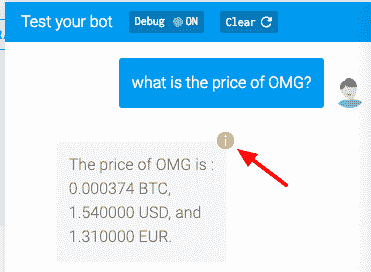 Test your bot Debug ON Clear
what is the price of OMG?
i
The price of OMG is :
0.000374 BTC,
1.540000 USD, and
1.310000 EUR.